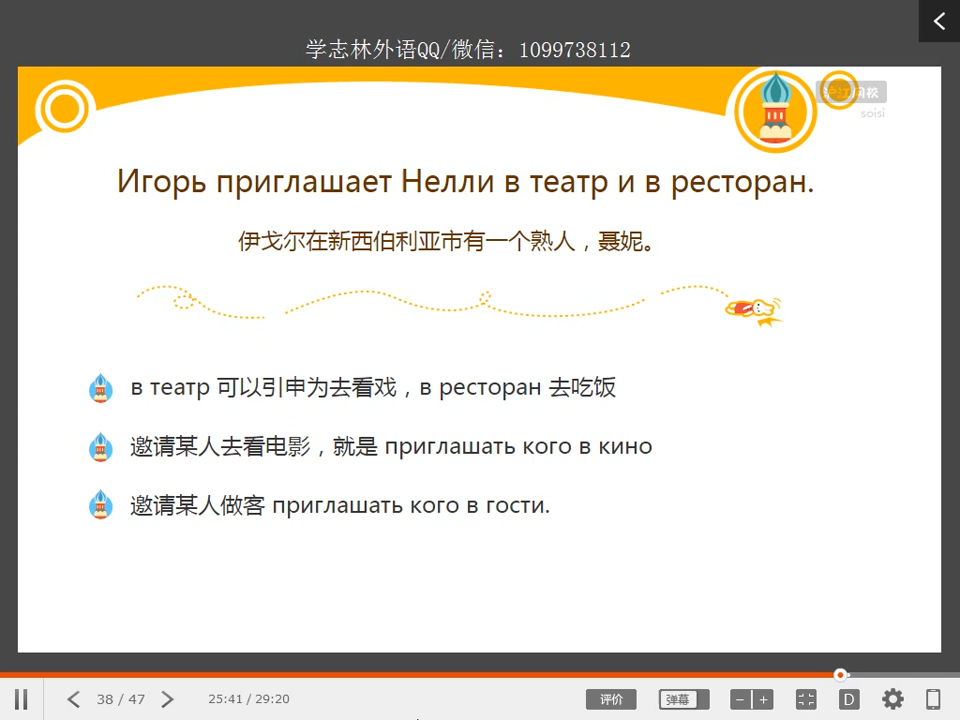 学志林外语QQ/微信：1099738112
沪江网校
soisi
Игорь приглашает Нелли в театр и в ресторан.
伊戈尔在新西伯利亚市有一个熟人，聂妮。
в театр 可以引申为去看戏，в ресторан 去吃饭
邀请某人去看电影，就是 приглашать кого в кино
邀请某人做客 приглашать кого в гости.
38 / 47
25:41 / 29:20
评价
弹幕
D